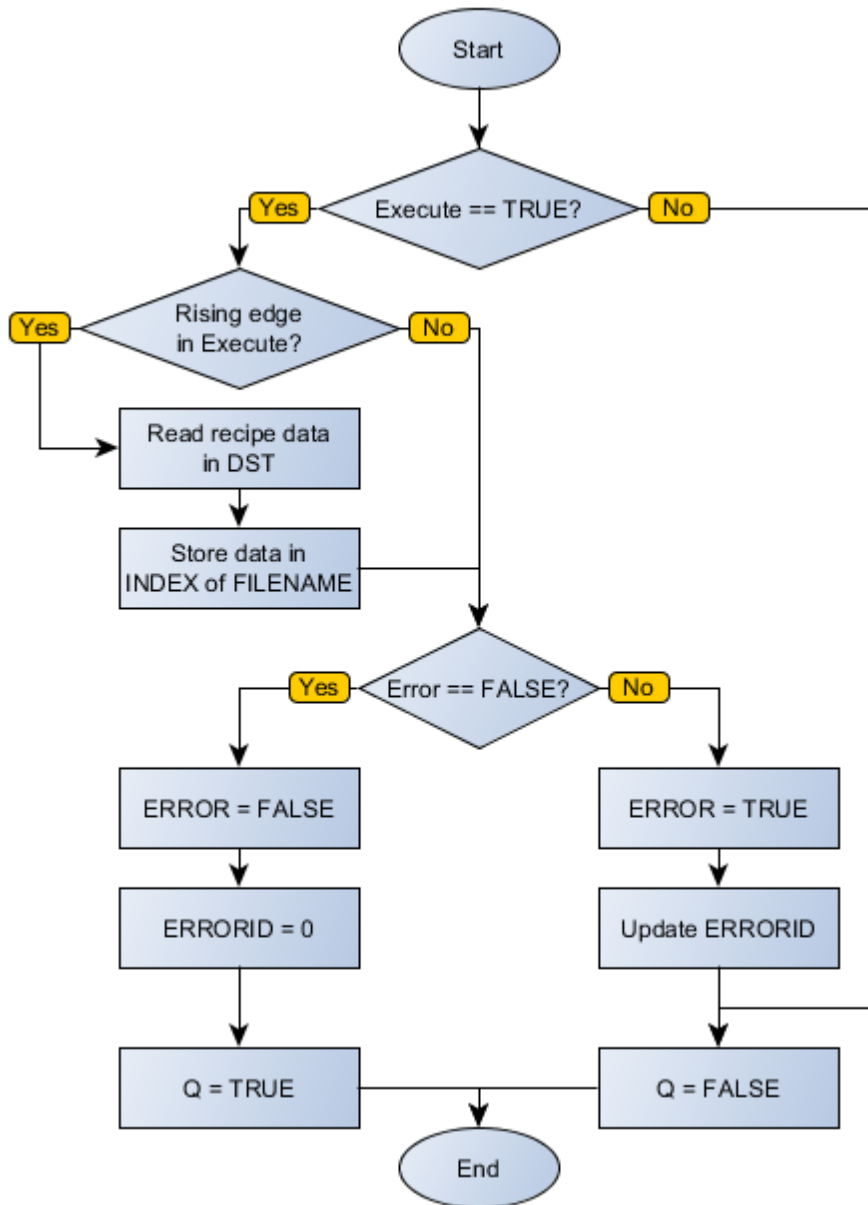 Start
Yes
Execute == TRUE?
No
Yes
Rising edge
in Execute?
No
Read recipe data
in DST
Store data in
INDEX of FILENAME
Yes
Error == FALSE?
No
ERROR = FALSE
ERROR = TRUE
ERRORID = 0
Update ERRORID
Q = TRUE
Q = FALSE
End